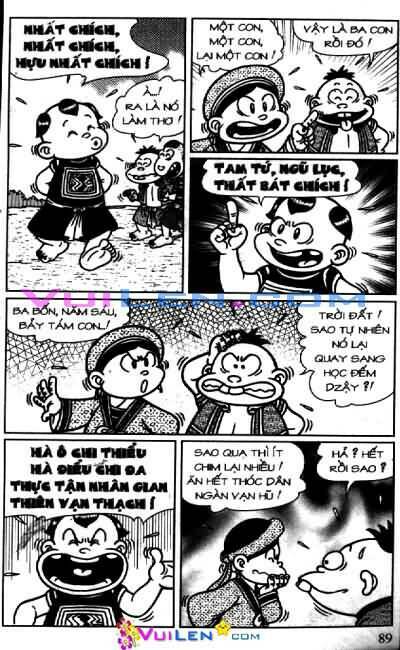 NHẤT CHÍCH,
NHẤT CHÍCH,
HỰU NHẤT CHÍCH!
À..!
RA LÀ NÓ
LÀM THƠ!
MỘT CON,
MỘT CON,
LẠI MỘT CON!
VẬY LÀ BA CON
RỒI ĐÓ!
TAM TỨ, NGŨ LỤC,
THẤT BÁT CHÍCH!
BA BỐN, NĂM SÁU,
BẨY TÁM CON..!
TRỜI ĐẤT!
SAO TỰ NHIÊN
NÓ LẠI
QUAY SANG
HỌC ĐẾM
DZẬY?!
VUILEN.COM
HÀ Ô CHI THIỂU
HÀ ĐIỂU CHI ĐA
THỰC TẬN NHÂN GIAN
THIÊN VẠN THẠCH!
SAO QUẠ THÌ ÍT
CHIM LẠI NHIỀU!
ĂN HẾT THÓC DÂN
NGÀN VẠN HŨ!
HẢ? HẾT
RỒI SAO?
VUILEN.COM
89